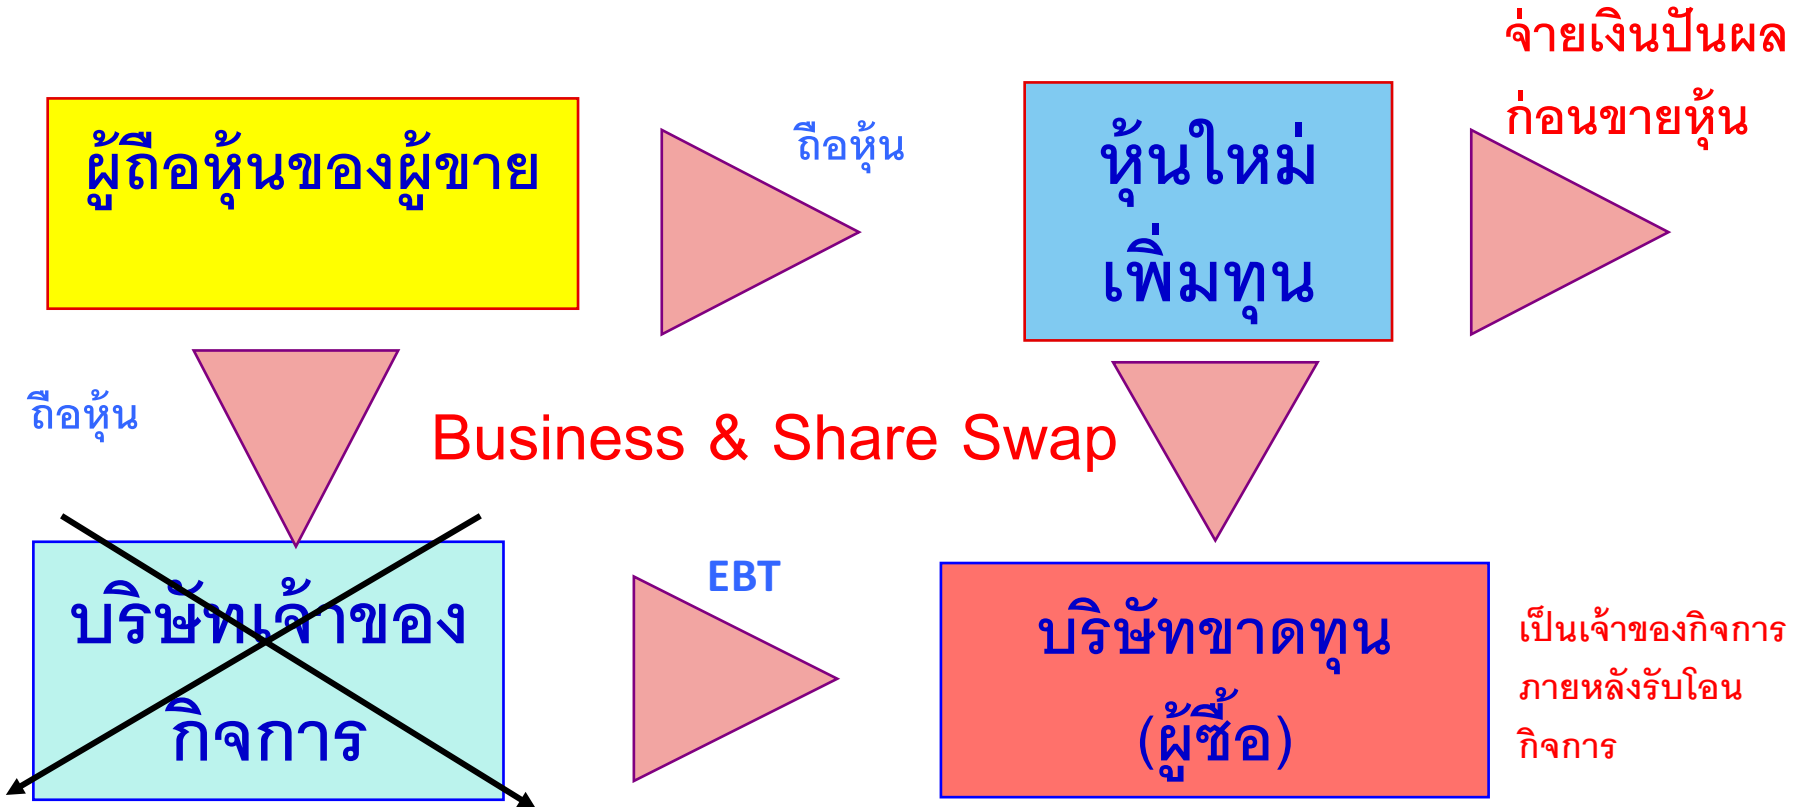 จ่ายเงินปันผล
ก่อนขายหุ้น
ผู้ถือหุ้นของผู้ขาย
ถือหุ้น
หุ้นใหม่
เพิ่มทุน
ถือหุ้น
Business & Share Swap
บริษัทเจ้าของ
กิจการ
EBT
บริษัทขาดทุน
(ผู้ซื้อ)
เป็นเจ้าของกิจการ
ภายหลังรับโอน
กิจการ